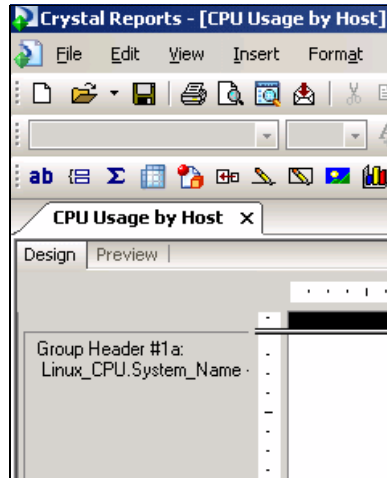 Crystal Reports - [CPU Usage by Host]
File Edit View Insert Format
ab Σ
CPU Usage by Host x
Design Preview
Group Header #1a:
Linux_CPU.System_Name -